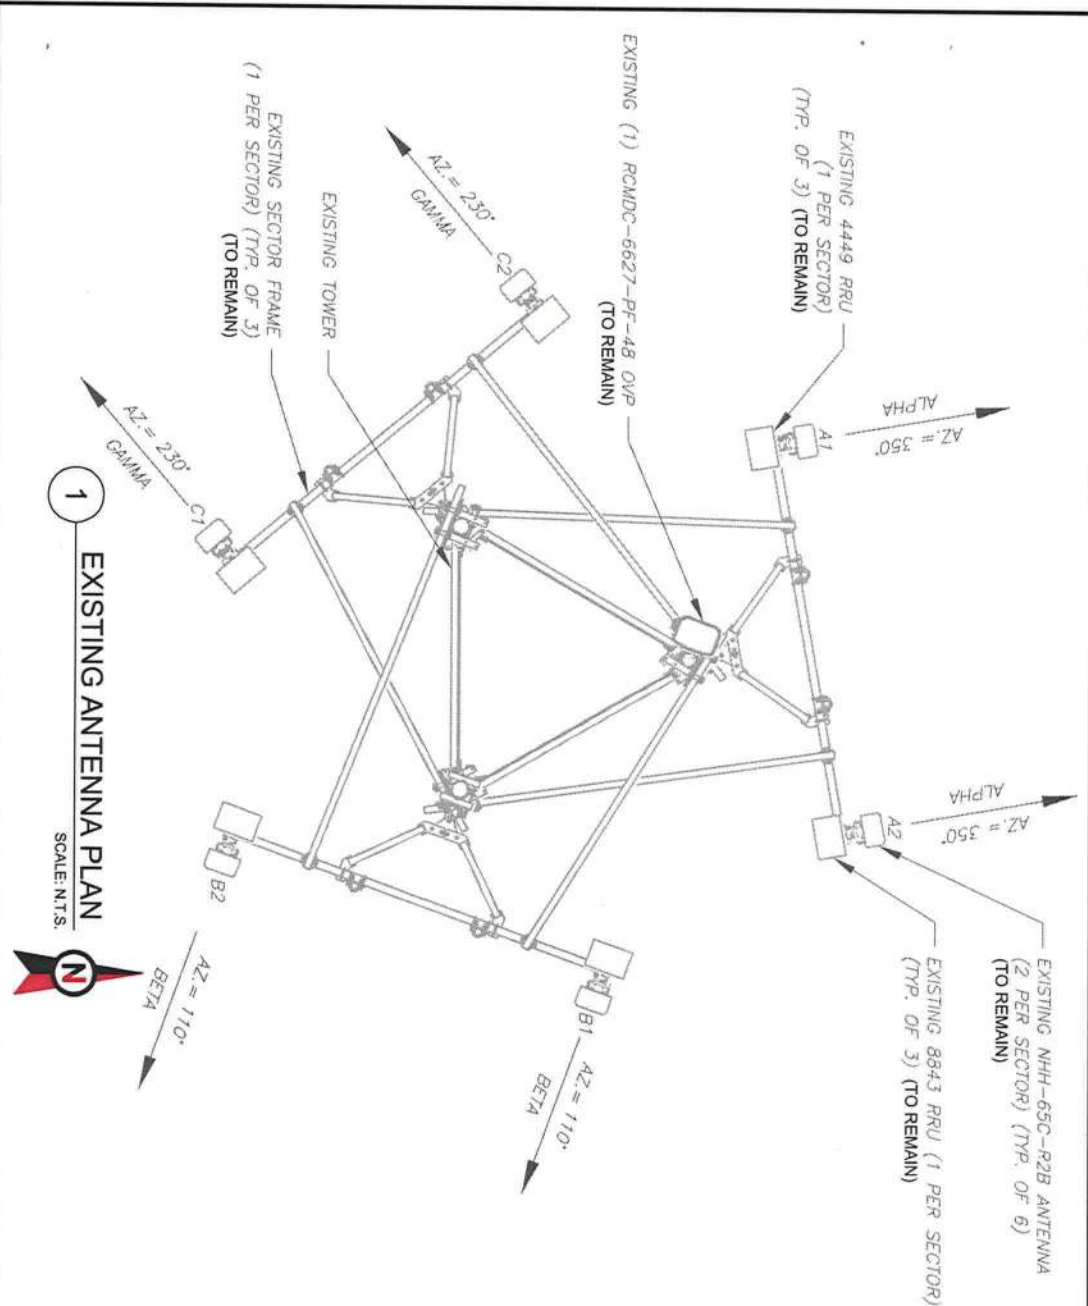 EXISTING NHH-65C-R2B ANTENNA
(2 PER SECTOR) (TYP. OF 6)
(TO REMAIN)
EXISTING 8843 RRU (1 PER SECTOR)
(TYP. OF 3) (TO REMAIN)
EXISTING 4449 RRU
(1 PER SECTOR)
(TYP. OF 3) (TO REMAIN)
EXISTING (1) RCMDC-6627-PF-48 OVP
(TO REMAIN)
EXISTING TOWER
EXISTING SECTOR FRAME
(1 PER SECTOR) (TYP. OF 3)
(TO REMAIN)
ALPHA
AZ. = 350°
A1
ALPHA
AZ. = 350°
A2
B1
AZ. = 110°
BETA
B2
AZ. = 110°
BETA
C2
AZ. = 230°
GAMMA
C1
AZ. = 230°
GAMMA
1
EXISTING ANTENNA PLAN
SCALE: N.T.S.
N